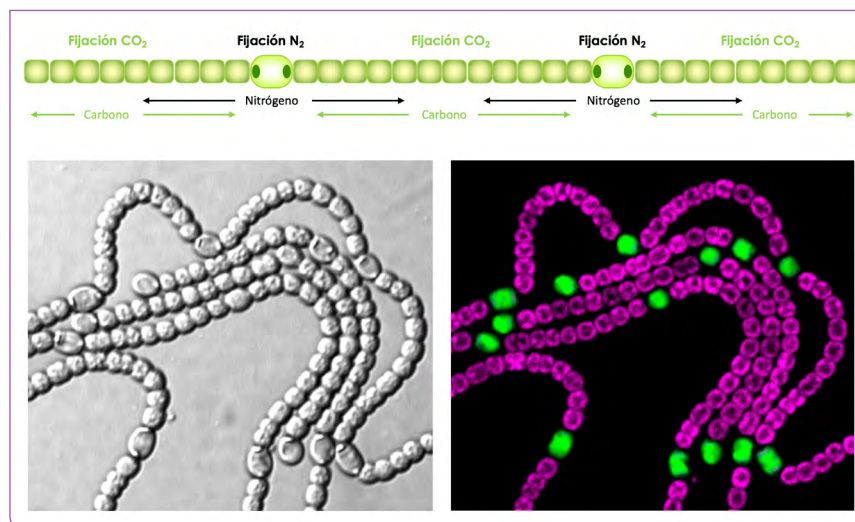 Fijación CO₂ Fijación N₂ Fijación CO₂ Fijación N₂ Fijación CO₂
Nitrógeno Nitrógeno
Carbono Carbono Carbono